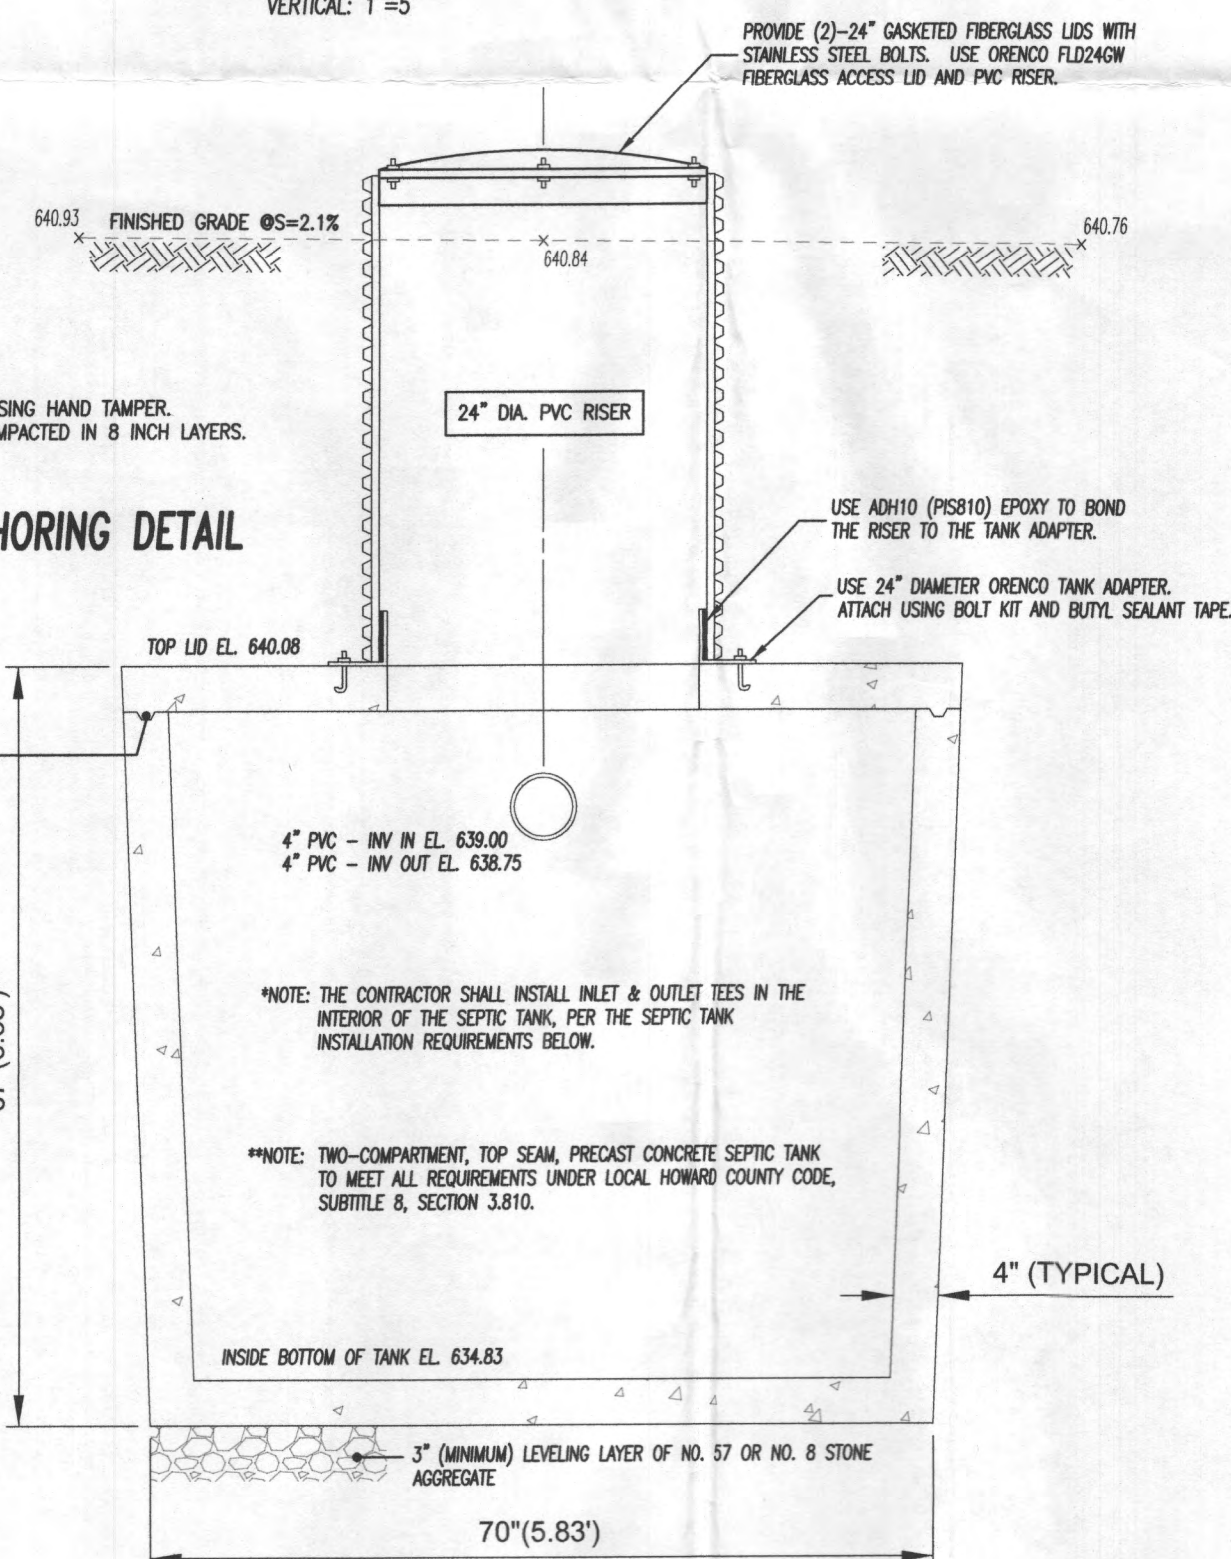 VERTICAL: 1"=5'
PROVIDE (2)-24" GASKETED FIBERGLASS LIDS WITH
STAINLESS STEEL BOLTS. USE ORENCO FLD24GW
FIBERGLASS ACCESS LID AND PVC RISER.
640.93 FINISHED GRADE @S=2.1%
640.76
640.84
SING HAND TAMPER.
MPACTED IN 8 INCH LAYERS.
24" DIA. PVC RISER
HORING DETAIL
USE ADH10 (PIS810) EPOXY TO BOND
THE RISER TO THE TANK ADAPTER.
USE 24" DIAMETER ORENCO TANK ADAPTER.
ATTACH USING BOLT KIT AND BUTYL SEALANT TAPE.
TOP LID EL. 640.08
4" PVC - INV IN EL. 639.00
4" PVC - INV OUT EL. 638.75
*NOTE: THE CONTRACTOR SHALL INSTALL INLET & OUTLET TEES IN THE
INTERIOR OF THE SEPTIC TANK, PER THE SEPTIC TANK
INSTALLATION REQUIREMENTS BELOW.
**NOTE: TWO-COMPARTMENT, TOP SEAM, PRECAST CONCRETE SEPTIC TANK
TO MEET ALL REQUIREMENTS UNDER LOCAL HOWARD COUNTY CODE,
SUBTITLE 8, SECTION 3.810.
4" (TYPICAL)
INSIDE BOTTOM OF TANK EL. 634.83
3" (MINIMUM) LEVELING LAYER OF NO. 57 OR NO. 8 STONE
AGGREGATE
70"(5.83')